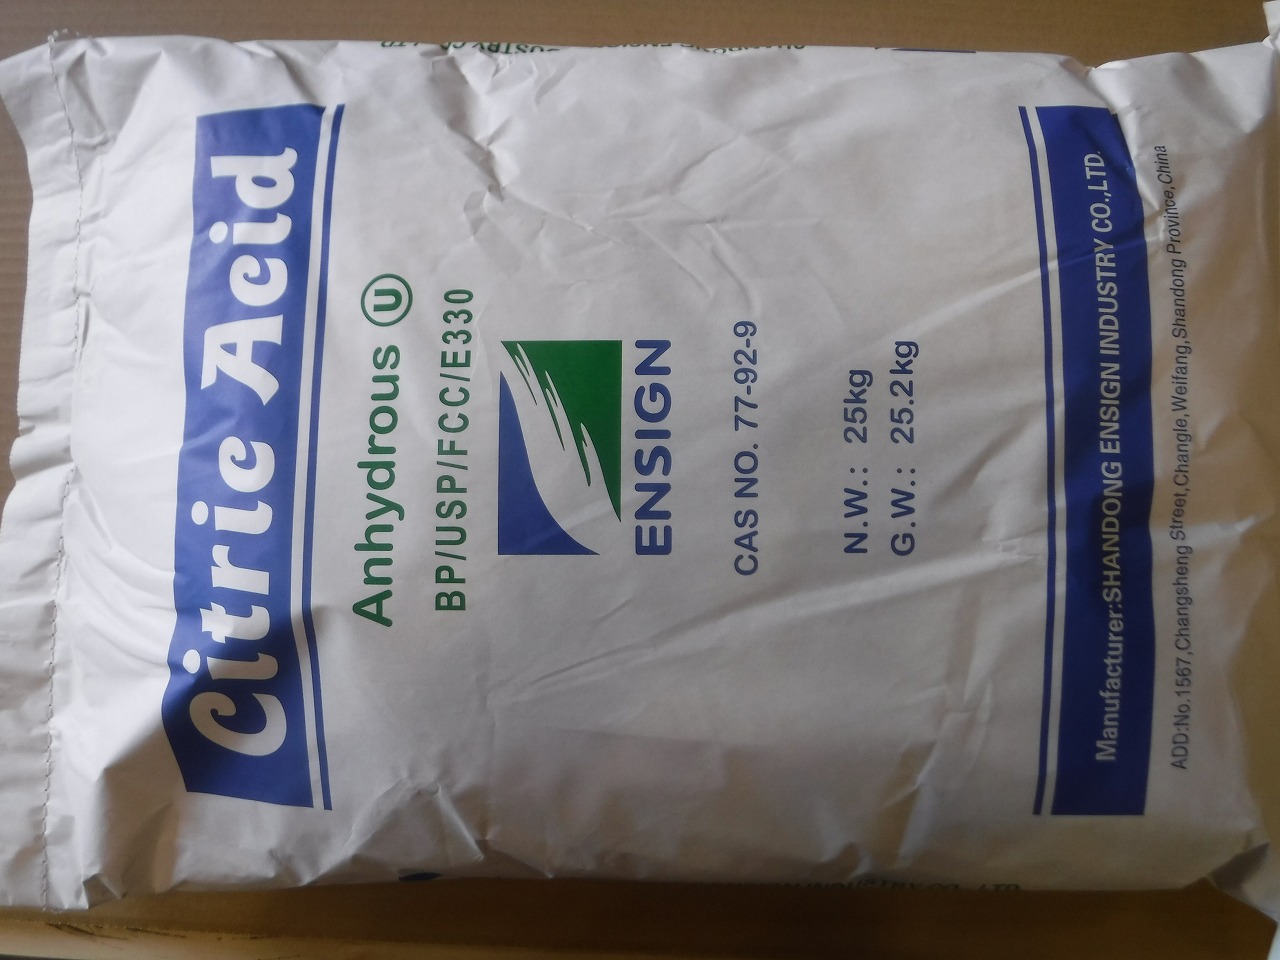 Citric Acid
Anhydrous U
BP/USP/FCC/E330
ENSIGN
CAS NO. 77-92-9
N.W.: 25kg
G.W.: 25.2kg
Manufacturer:SHANDONG ENSIGN INDUSTRY CO.,LTD.
ADD:No.1567,Changsheng Street,Changle,Weifang,Shandong Province,China